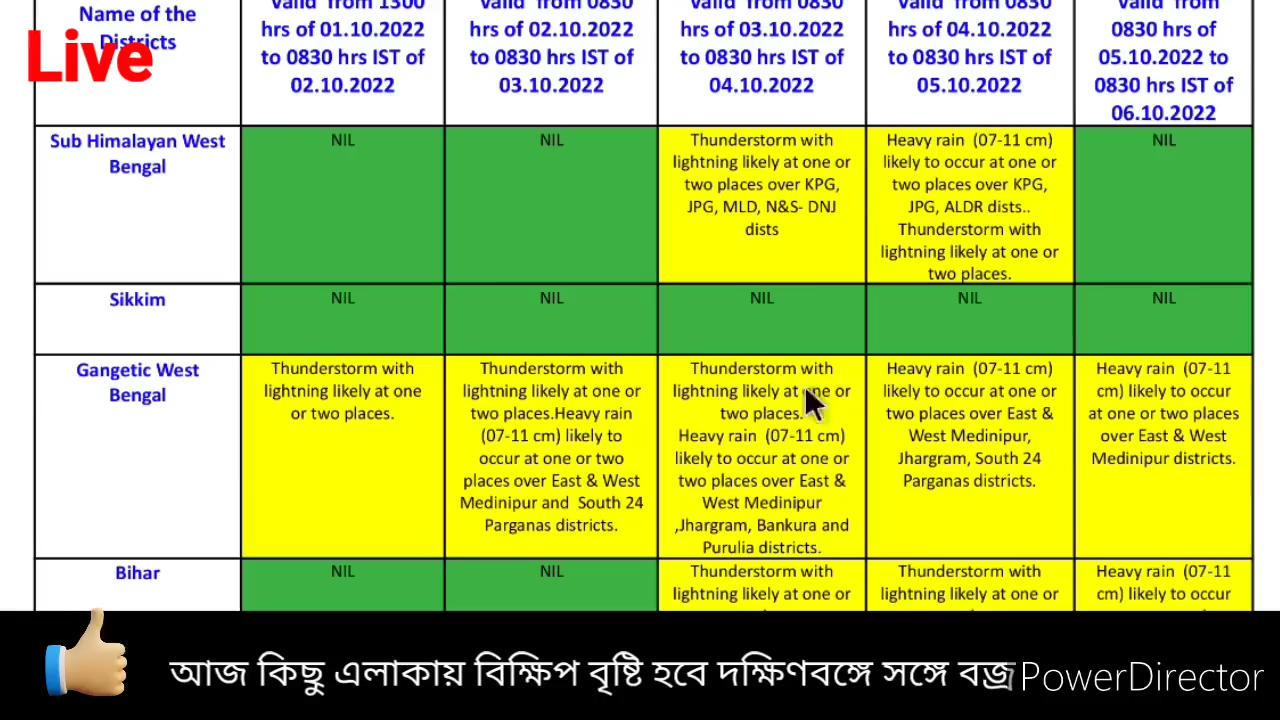 Name of the
Districts
Valid from 1300
hrs of 01.10.2022
to 0830 hrs IST of
02.10.2022
Valid from 0830
hrs of 02.10.2022
to 0830 hrs IST of
03.10.2022
Valid from 0830
hrs of 03.10.2022
to 0830 hrs IST of
04.10.2022
Valid from 0830
hrs of 04.10.2022
to 0830 hrs IST of
05.10.2022
Valid from
0830 hrs of
05.10.2022 to
0830 hrs IST of
06.10.2022
Live
Sub Himalayan West
Bengal
NIL
NIL
Thunderstorm with
lightning likely at one or
two places over KPG,
JPG, MLD, N&S- DNJ
dists
Heavy rain (07-11 cm)
likely to occur at one or
two places over KPG,
JPG, ALDR dists..
Thunderstorm with
lightning likely at one or
two places.
NIL
Sikkim
NIL
NIL
NIL
NIL
NIL
Gangetic West
Bengal
Thunderstorm with
lightning likely at one
or two places.
Thunderstorm with
lightning likely at one or
two places.Heavy rain
(07-11 cm) likely to
occur at one or two
places over East & West
Medinipur and South 24
Parganas districts.
Thunderstorm with
lightning likely at one or
two places.
Heavy rain (07-11 cm)
likely to occur at one or
two places over East &
West Medinipur
,Jhargram, Bankura and
Purulia districts.
Heavy rain (07-11 cm)
likely to occur at one or
two places over East &
West Medinipur,
Jhargram, South 24
Parganas districts.
Heavy rain (07-11
cm) likely to occur
at one or two places
over East & West
Medinipur districts.
Bihar
NIL
NIL
Thunderstorm with
lightning likely at one or
Thunderstorm with
lightning likely at one or
Heavy rain (07-11
cm) likely to occur
আজ কিছু এলাকায় বিক্ষিপ বৃষ্টি হবে দক্ষিণবঙ্গে সঙ্গে বজ্র
PowerDirector